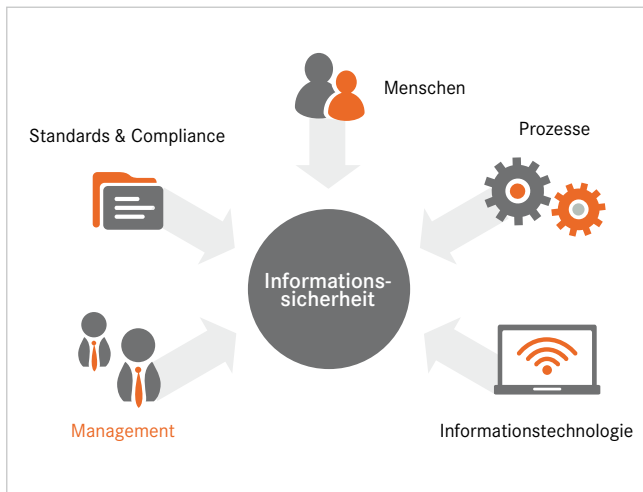 Menschen
Standards & Compliance
Prozesse
Informations-
sicherheit
Management
Informationstechnologie